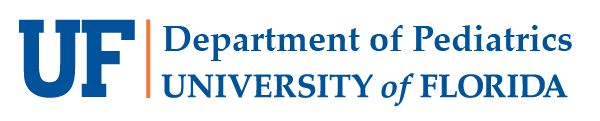 UF
Department of Pediatrics
UNIVERSITY of FLORIDA